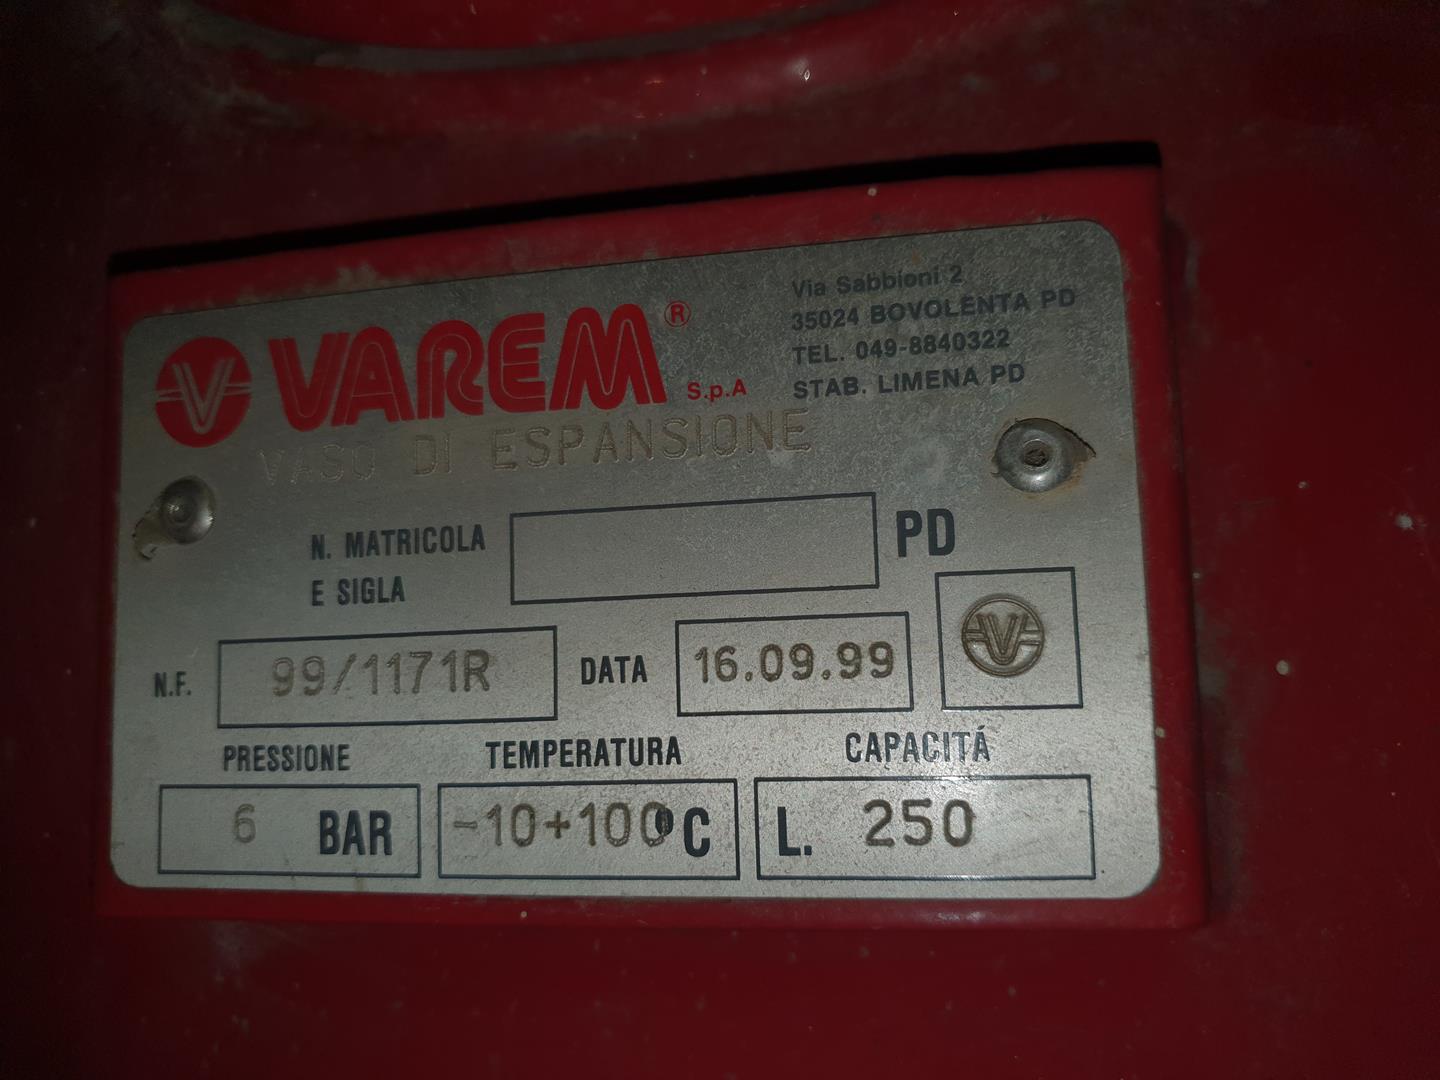 VAREM® S.p.A
Via Sabbioni 2
35024 BOVOLENTA PD
TEL. 049-8840322
STAB. LIMENA PD
VASO DI ESPANSIONE
N. MATRICOLA
E SIGLA
PD
N.F. 99/1171R DATA 16.09.99
PRESSIONE TEMPERATURA CAPACITÁ
6 BAR -10+100°C L. 250